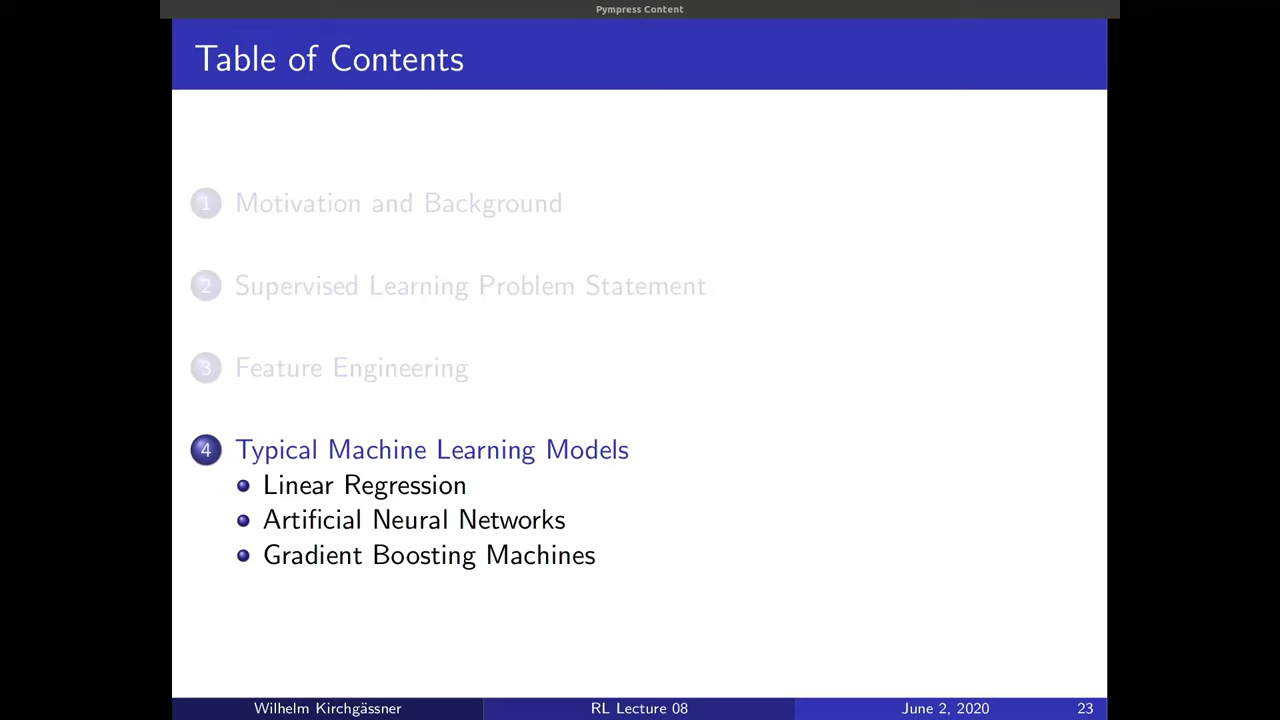 Pympress Content
Table of Contents
1 Motivation and Background
2 Supervised Learning Problem Statement
3 Feature Engineering
4 Typical Machine Learning Models
Linear Regression
Artificial Neural Networks
Gradient Boosting Machines
Wilhelm Kirchgässner RL Lecture 08 June 2, 2020 23